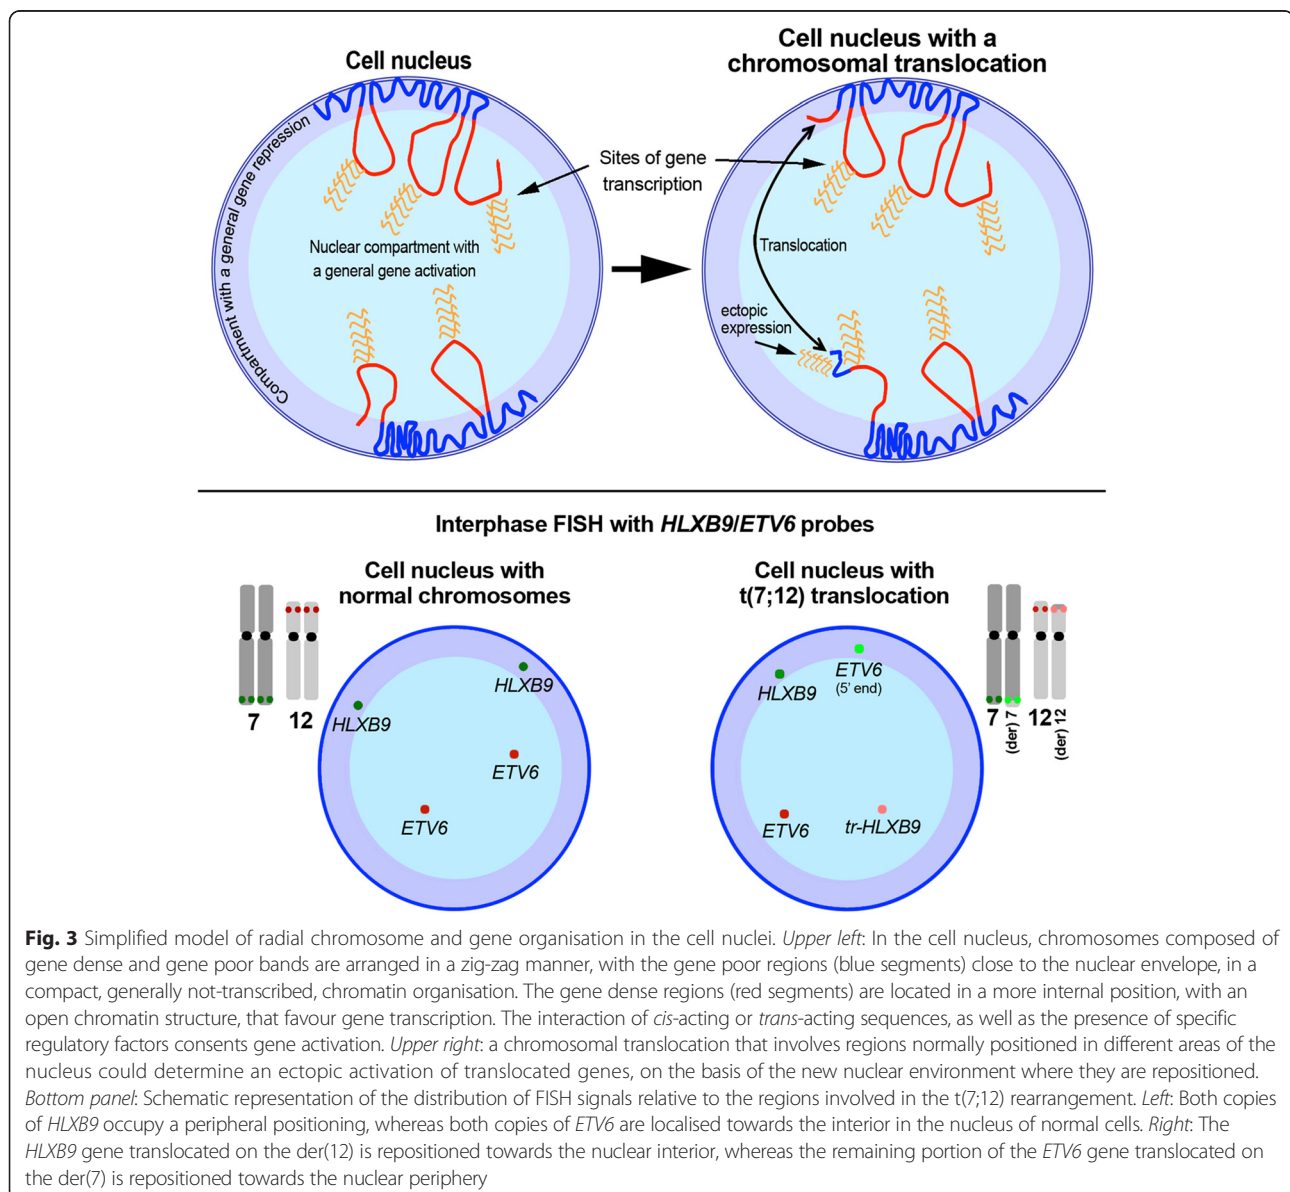 Cell nucleus
Cell nucleus with a
chromosomal translocation
Compartment with a general gene repression
Sites of gene
transcription
Nuclear compartment with
a general gene activation
Translocation
ectopic
expression
Interphase FISH with HLXB9/ETV6 probes
Cell nucleus with
normal chromosomes
7
12
HLXB9
HLXB9
ETV6
ETV6
Cell nucleus with
t(7;12) translocation
HLXB9
ETV6
(5' end)
ETV6
tr-HLXB9
7
(der) 7
12
(der) 12
Fig. 3 Simplified model of radial chromosome and gene organisation in the cell nuclei. Upper left: In the cell nucleus, chromosomes composed of
gene dense and gene poor bands are arranged in a zig-zag manner, with the gene poor regions (blue segments) close to the nuclear envelope, in a
compact, generally not-transcribed, chromatin organisation. The gene dense regions (red segments) are located in a more internal position, with an
open chromatin structure, that favour gene transcription. The interaction of cis-acting or trans-acting sequences, as well as the presence of specific
regulatory factors consents gene activation. Upper right: a chromosomal translocation that involves regions normally positioned in different areas of the
nucleus could determine an ectopic activation of translocated genes, on the basis of the new nuclear environment where they are repositioned.
Bottom panel: Schematic representation of the distribution of FISH signals relative to the regions involved in the t(7;12) rearrangement. Left: Both copies
of HLXB9 occupy a peripheral positioning, whereas both copies of ETV6 are localised towards the interior in the nucleus of normal cells. Right: The
HLXB9 gene translocated on the der(12) is repositioned towards the nuclear interior, whereas the remaining portion of the ETV6 gene translocated on
the der(7) is repositioned towards the nuclear periphery